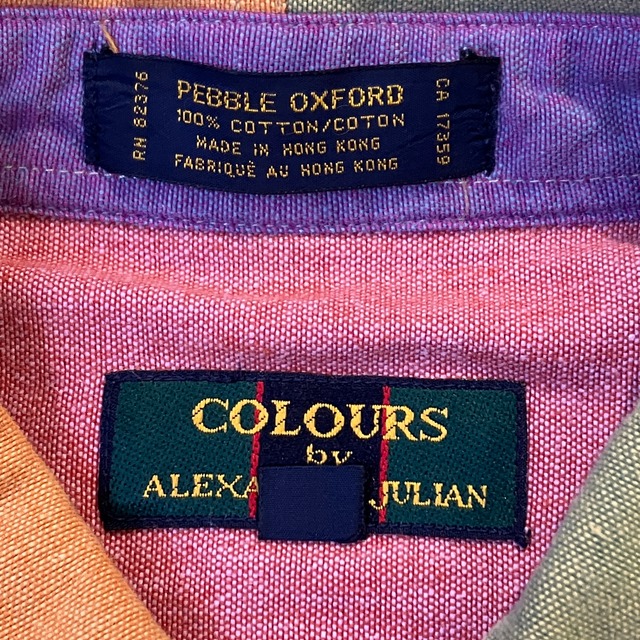 PEBBLE OXFORD
100% COTTON/COTON
MADE IN HONG KONG
FABRIQUÉ AU HONG KONG
RN 82376
CA 17359
COLOURS
by
JULIAN